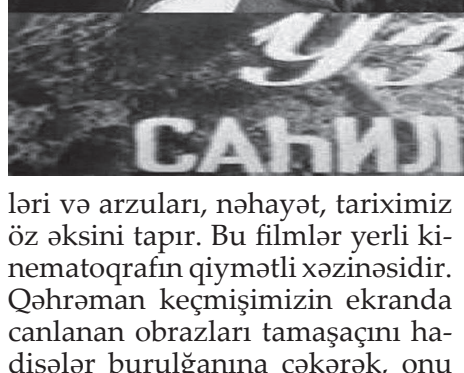 УЗ
САҺИЛ
ləri və arzuları, nəhayət, tariximiz
öz əksini tapır. Bu filmlər yerli ki-
nematoqrafın qiymətli xəzinəsidir.
Qəhrəman keçmişimizin ekranda
canlanan obrazları tamaşaçını ha-
disələr burulğanına çəkərək, onu